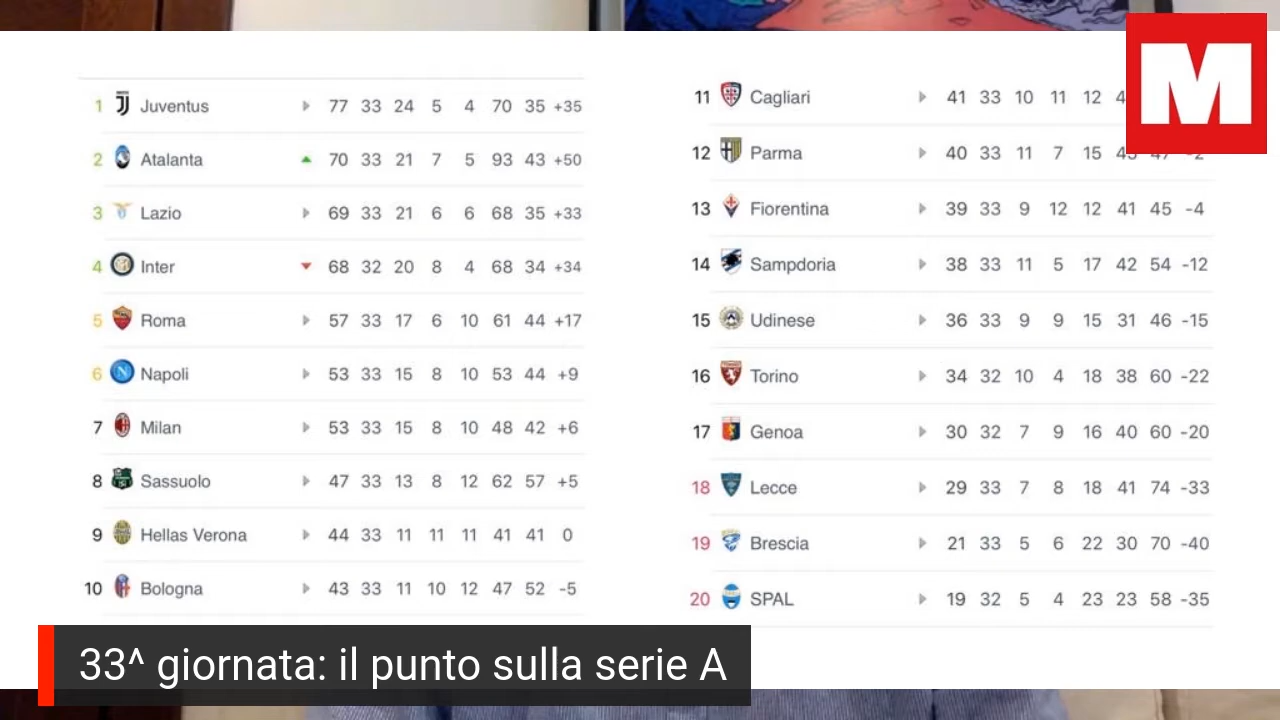 1 Juventus 77 33 24 5 4 70 35 +35
2 Atalanta 70 33 21 7 5 93 43 +50
3 Lazio 69 33 21 6 6 68 35 +33
4 Inter 68 32 20 8 4 68 34 +34
5 Roma 57 33 17 6 10 61 44 +17
6 Napoli 53 33 15 8 10 53 44 +9
7 Milan 53 33 15 8 10 48 42 +6
8 Sassuolo 47 33 13 8 12 62 57 +5
9 Hellas Verona 44 33 11 11 11 41 41 0
10 Bologna 43 33 11 10 12 47 52 -5
11 Cagliari 41 33 10 11 12
12 Parma 40 33 11 7 15
13 Fiorentina 39 33 9 12 12 41 45 -4
14 Sampdoria 38 33 11 5 17 42 54 -12
15 Udinese 36 33 9 9 15 31 46 -15
16 Torino 34 32 10 4 18 38 60 -22
17 Genoa 30 32 7 9 16 40 60 -20
18 Lecce 29 33 7 8 18 41 74 -33
19 Brescia 21 33 5 6 22 30 70 -40
20 SPAL 19 32 5 4 23 23 58 -35
M
33^ giornata: il punto sulla serie A